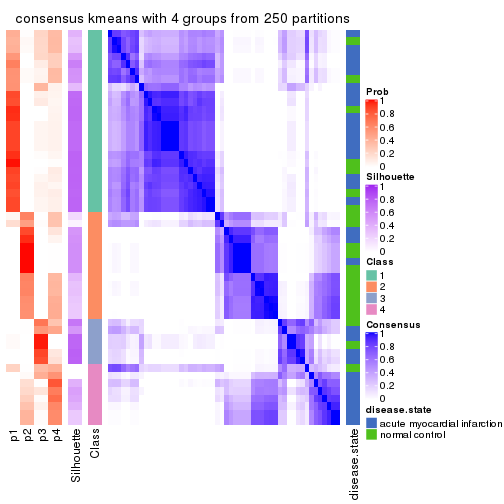 consensus kmeans with 4 groups from 250 partitions
Prob
1
0.8
0.6
0.4
0.2
0
Silhouette
1
0.8
0.6
0.4
0.2
0
Class
1
2
3
4
Consensus
1
0.8
0.6
0.4
0.2
0
disease.state
acute myocardial infarction
normal control
p1
p2
p3
p4
Silhouette
Class
disease.state